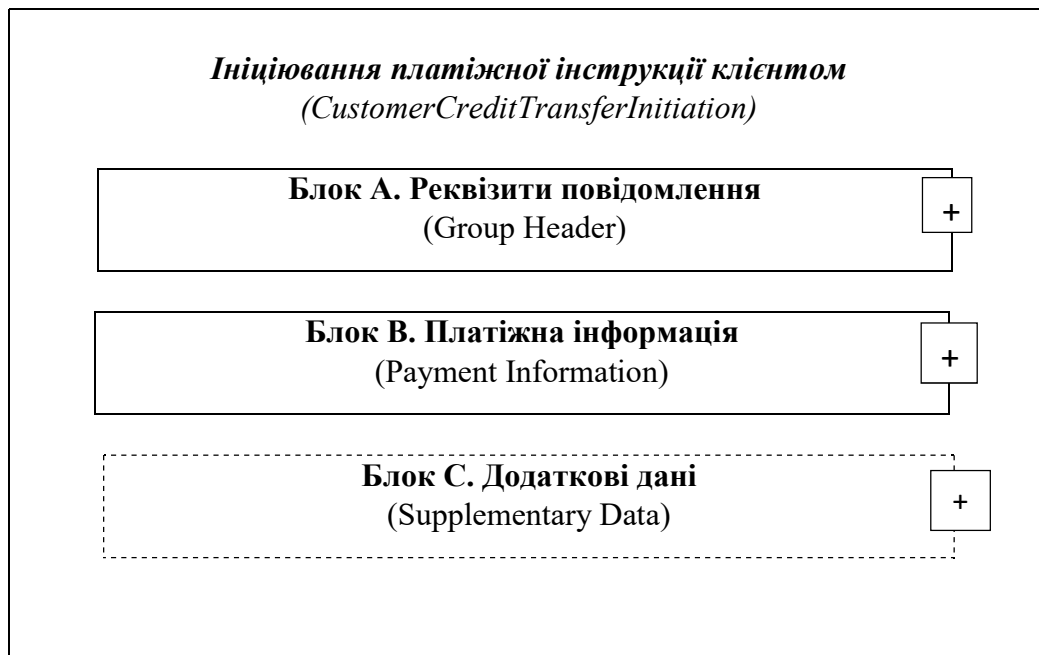 Ініціювання платіжної інструкції клієнтом
(CustomerCreditTransferInitiation)
Блок А. Реквізити повідомлення
(Group Header)
+
Блок В. Платіжна інформація
(Payment Information)
+
Блок С. Додаткові дані
(Supplementary Data)
+